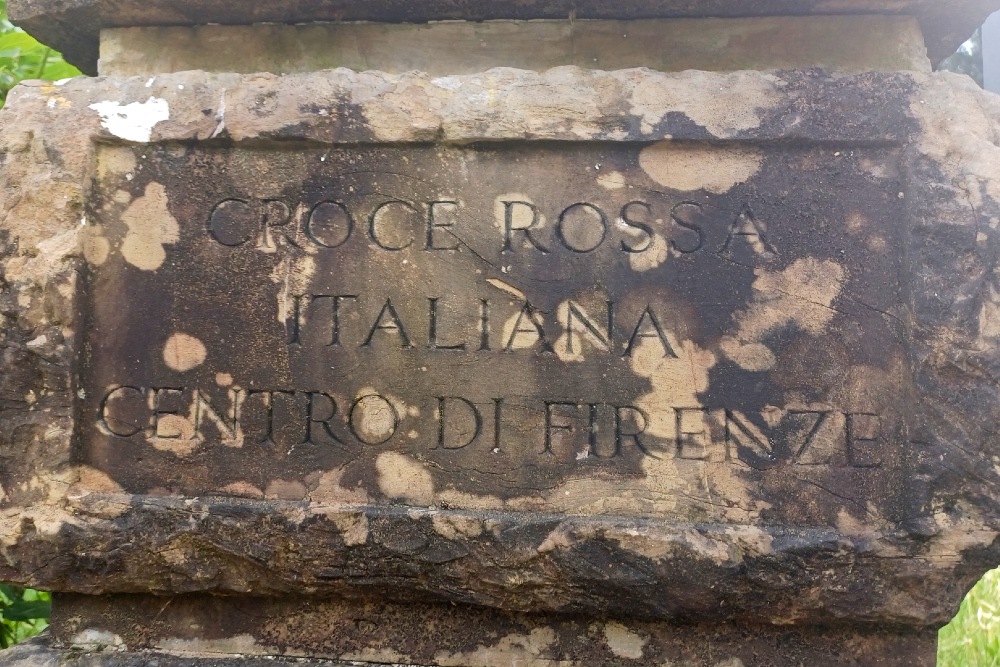 CROCE ROSSA
ITALIANA
CENTRO DI FIRENZE